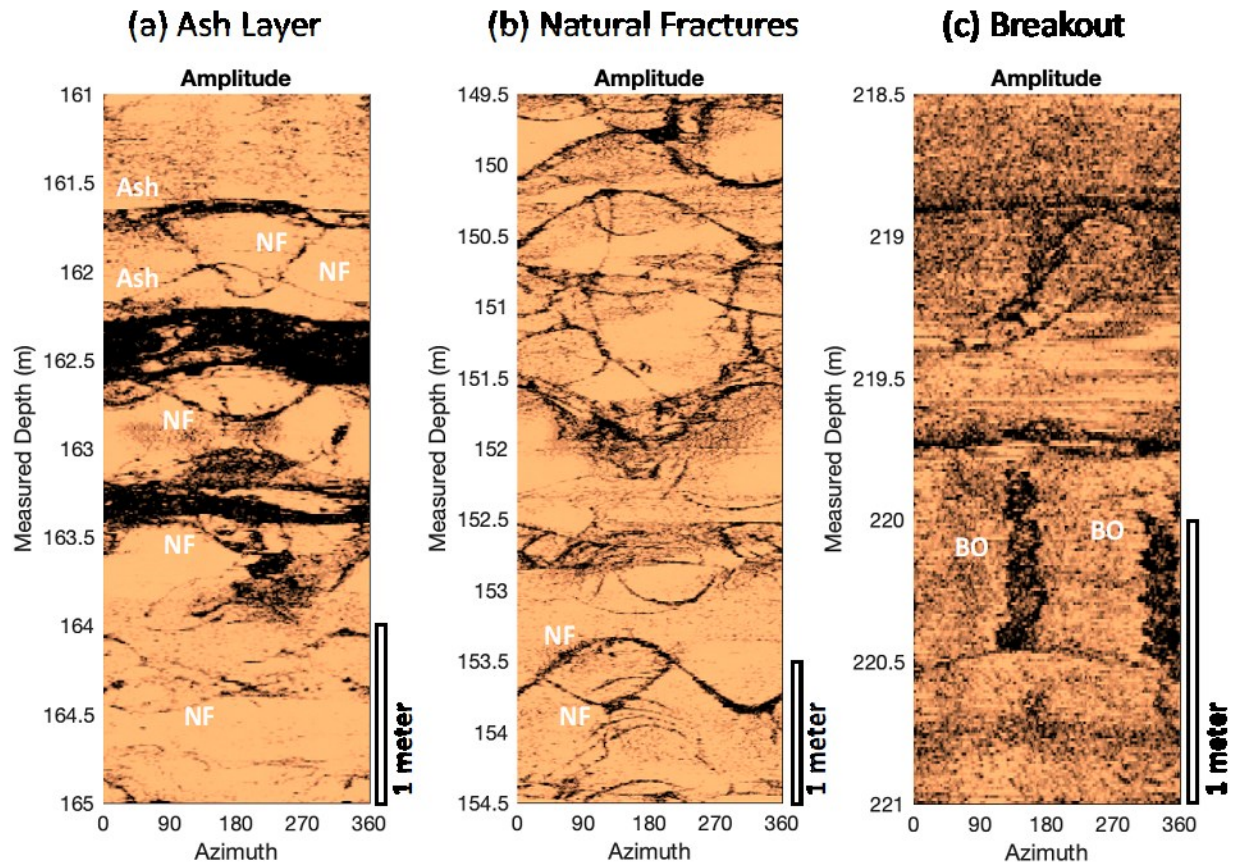 (a) Ash Layer
Amplitude
161
161.5
162
162.5
163
163.5
164
164.5
165
Measured Depth (m)
Ash
NF
Ash
NF
NF
NF
NF
0 90 180 270 360
Azimuth
1 meter
(b) Natural Fractures
Amplitude
149.5
150
150.5
151
151.5
152
152.5
153
153.5
154
154.5
Measured Depth (m)
NF
NF
0 90 180 270 360
Azimuth
1 meter
(c) Breakout
Amplitude
218.5
219
219.5
220
220.5
221
Measured Depth (m)
BO
BO
0 90 180 270 360
Azimuth
1 meter